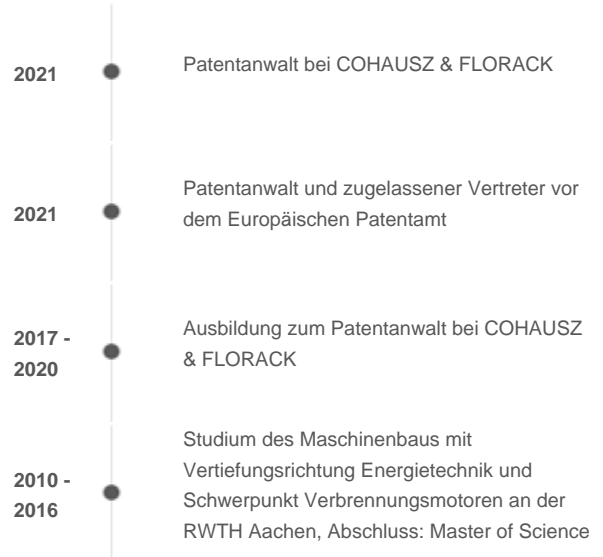 2021
Patentanwalt bei COHAUSZ & FLORACK
2021
Patentanwalt und zugelassener Vertreter vor
dem Europäischen Patentamt
2017 -
2020
Ausbildung zum Patentanwalt bei COHAUSZ
& FLORACK
2010 -
2016
Studium des Maschinenbaus mit
Vertiefungsrichtung Energietechnik und
Schwerpunkt Verbrennungsmotoren an der
RWTH Aachen, Abschluss: Master of Science